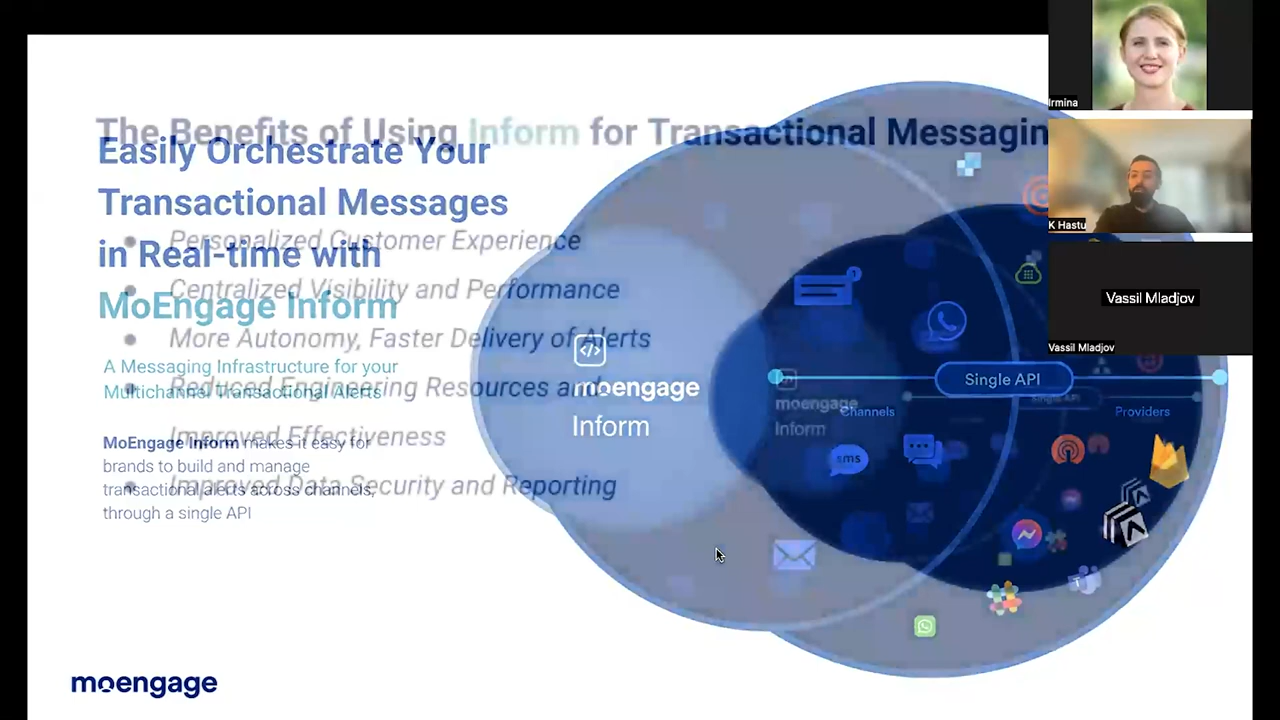 The Benefits of Using Inform for Transactional Messagin
Easily Orchestrate Your
Transactional Messages
in Real-time with
MoEngage Inform
Personalized Customer Experience
Centralized Visibility and Performance
More Autonomy, Faster Delivery of Alerts
Reduced Engineering Resources and
Improved Effectiveness
Improved Data Security and Reporting
A Messaging Infrastructure for your
Multichannel Transactional Alerts
MoEngage Inform makes it easy for
brands to build and manage
transactional alerts across channels,
through a single API
</>
moengage
Inform
moengage
Inform
Single API
Single API
Channels
Providers
sms
moengage
Irmina
K Hastu
Vassil Mladjov
Vassil Mladjov